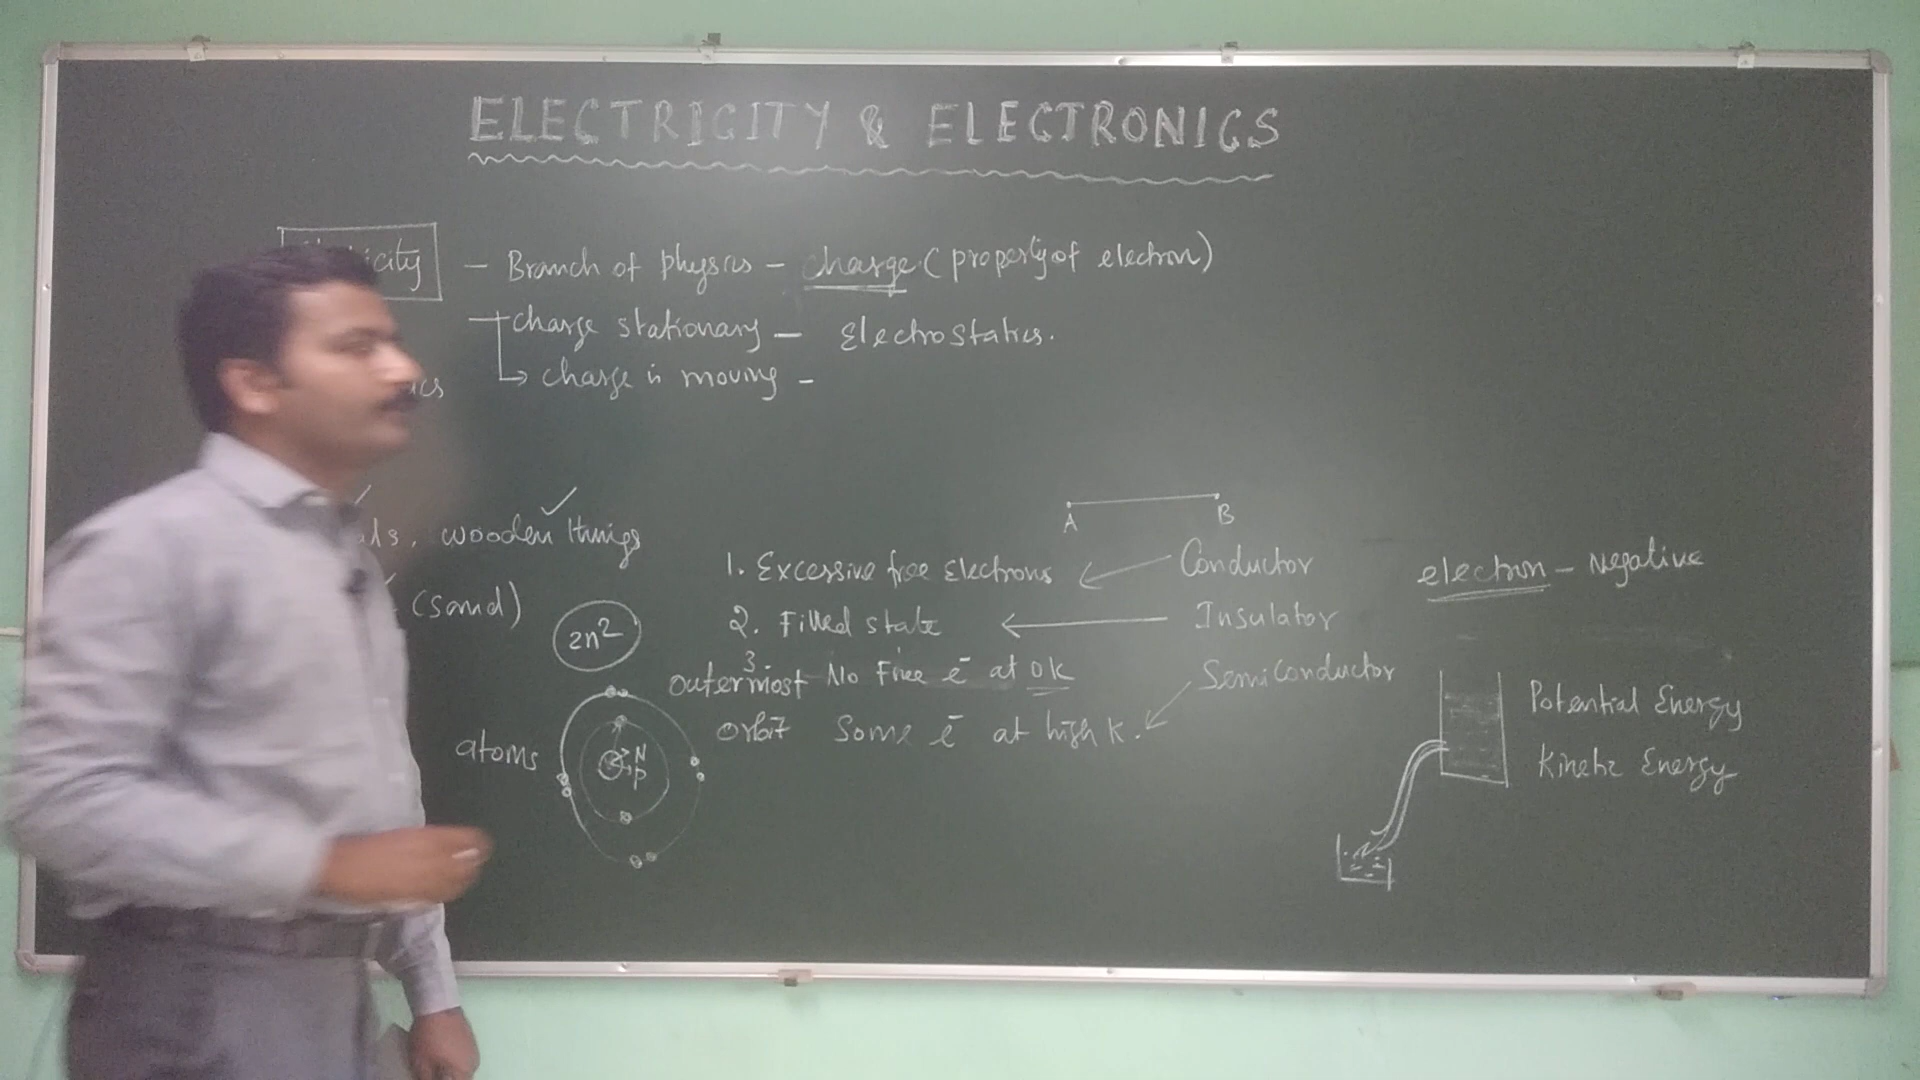 ELECTRICITY & ELECTRONICS
— Branch of physics — charge (property of electron)
charge stationary — Electrostatics.
↳ charge is moving -
wooden things
(sand)
2n²
A B
1. Excessive free Electrons ← Conductor
2. Filled state ← Insulator
3. No Free e⁻ at 0K
Some e⁻ at high K. ← Semiconductor
outermost
orbit
atoms
N
P
electron - Negative
Potential Energy
Kinetic Energy